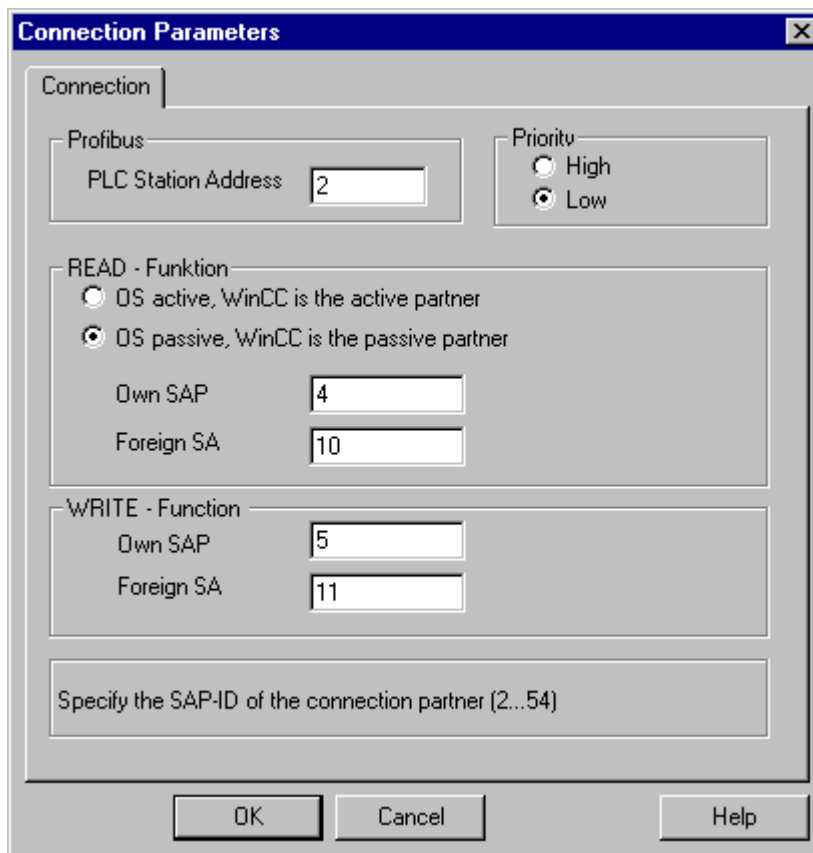 Connection Parameters
Connection
Profibus
PLC Station Address 2
Priority
High
Low
READ - Funktion
OS active, WinCC is the active partner
OS passive, WinCC is the passive partner
Own SAP 4
Foreign SA 10
WRITE - Function
Own SAP 5
Foreign SA 11
Specify the SAP-ID of the connection partner (2...54)
OK Cancel Help